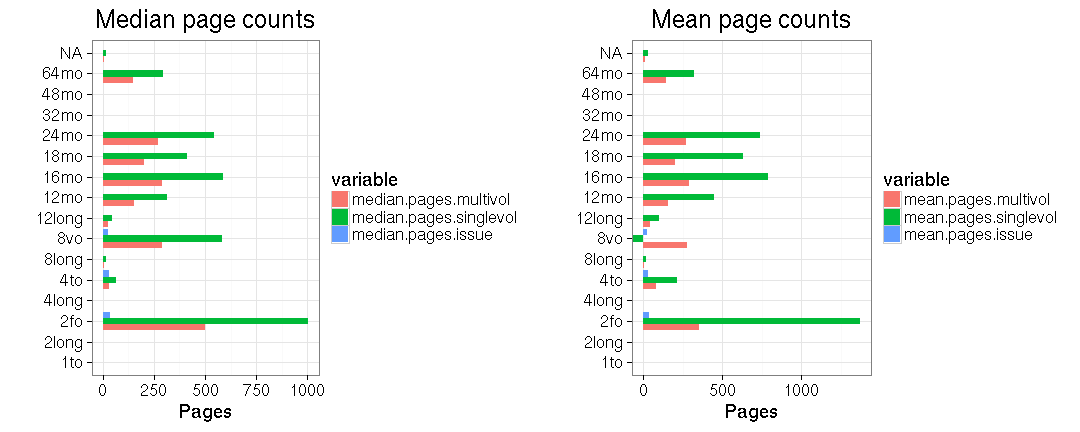 Median page counts
NA
64mo
48mo
32mo
24mo
18mo
16mo
12mo
12long
8vo
8long
4to
4long
2fo
2long
1to
0 250 500 750 1000
Pages
variable
median.pages.multivol
median.pages.singlevol
median.pages.issue
Mean page counts
NA
64mo
48mo
32mo
24mo
18mo
16mo
12mo
12long
8vo
8long
4to
4long
2fo
2long
1to
0 500 1000
Pages
variable
mean.pages.multivol
mean.pages.singlevol
mean.pages.issue